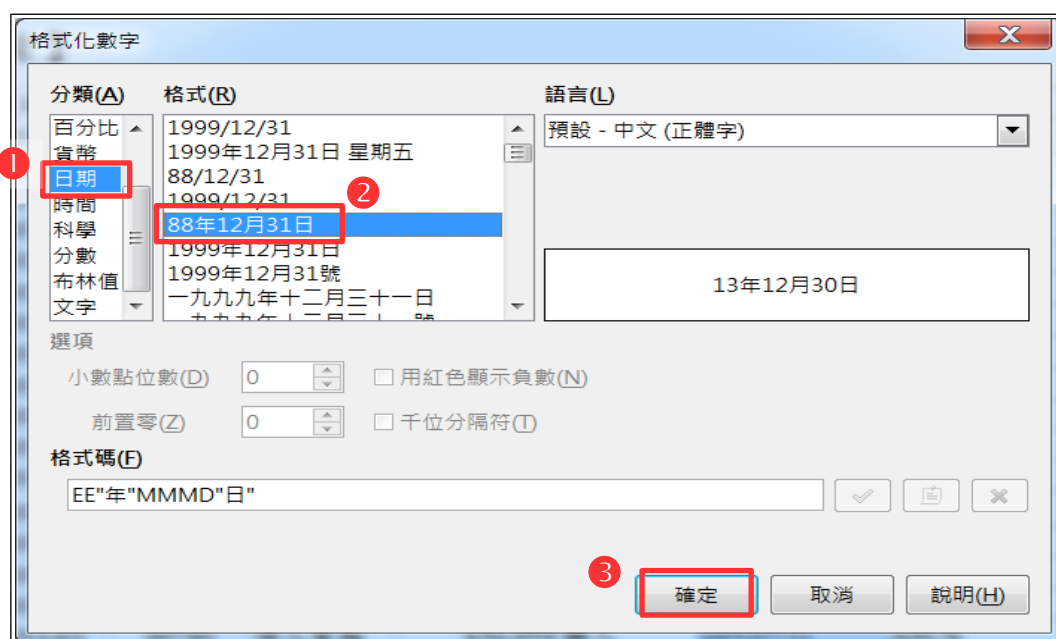 格式化數字
分類(A)
百分比
貨幣
日期
時間
科學
分數
布林值
文字
格式(R)
1999/12/31
1999年12月31日 星期五
88/12/31
1999/12/31
88年12月31日
1999年12月31日
1999年12月31號
一九九九年十二月三十一日
語言(L)
預設 - 中文 (正體字)
13年12月30日
1
2
選項
小數點位數(D) 0 用紅色顯示負數(N)
前置零(Z) 0 千位分隔符(T)
格式碼(F)
EE"年"MMMD"日"
3
確定 取消 說明(H)